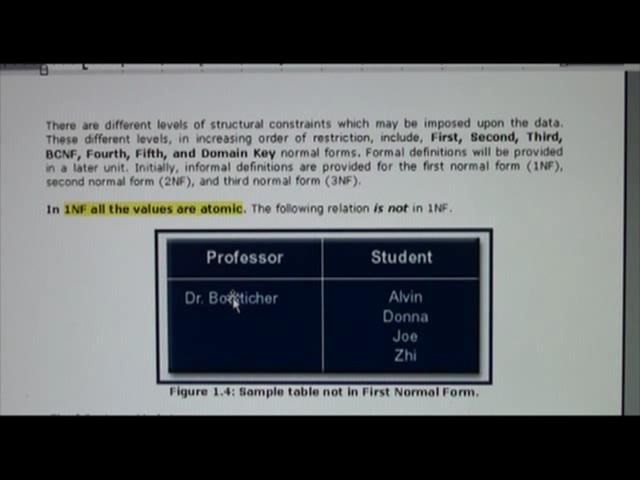 There are different levels of structural constraints which may be imposed upon the data.
These different levels, in increasing order of restriction, include, First, Second, Third,
BCNF, Fourth, Fifth, and Domain Key normal forms. Formal definitions will be provided
in a later unit. Initially, informal definitions are provided for the first normal form (1NF),
second normal form (2NF), and third normal form (3NF).
In 1NF all the values are atomic. The following relation is not in 1NF.
Professor Student
Dr. Alvin
Donna
Joe
Zhi
Figure 1.4: Sample table not in First Normal Form.